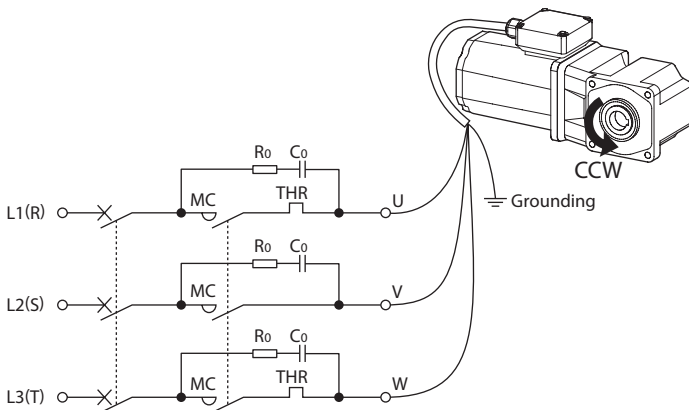 CCW
R0 C0
L1(R) MC THR U
Grounding
R0 C0
L2(S) MC V
R0 C0
L3(T) MC THR W